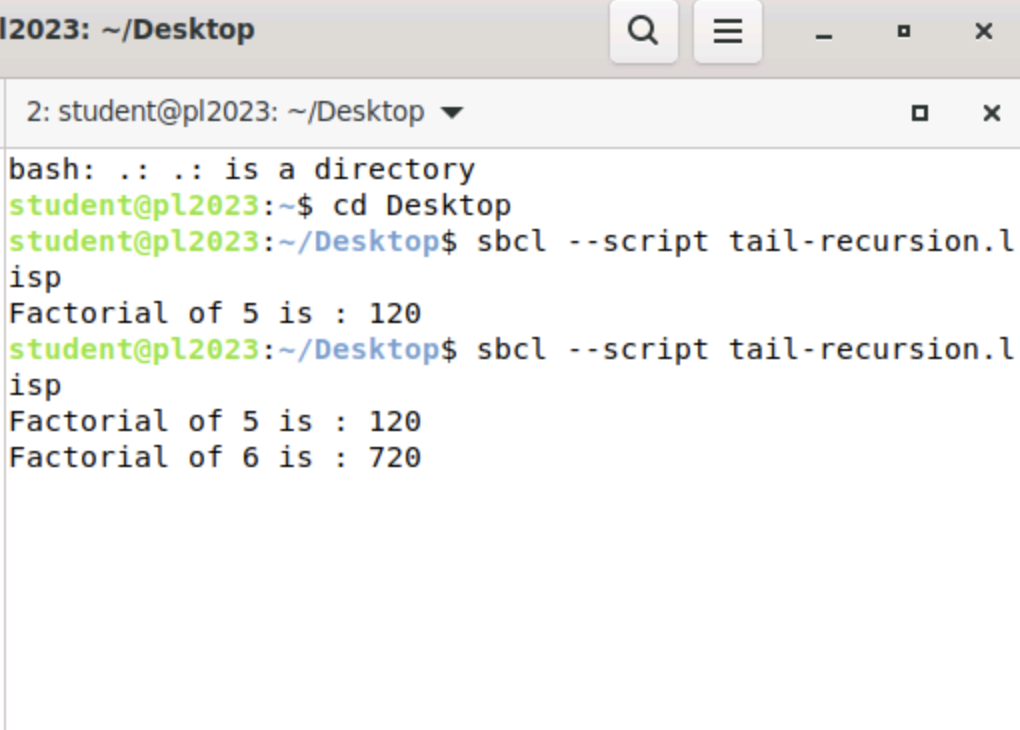 l2023: ~/Desktop
2: student@pl2023: ~/Desktop
bash: .: .: is a directory
student@pl2023:~$ cd Desktop
student@pl2023:~/Desktop$ sbcl --script tail-recursion.l
isp
Factorial of 5 is : 120
student@pl2023:~/Desktop$ sbcl --script tail-recursion.l
isp
Factorial of 5 is : 120
Factorial of 6 is : 720